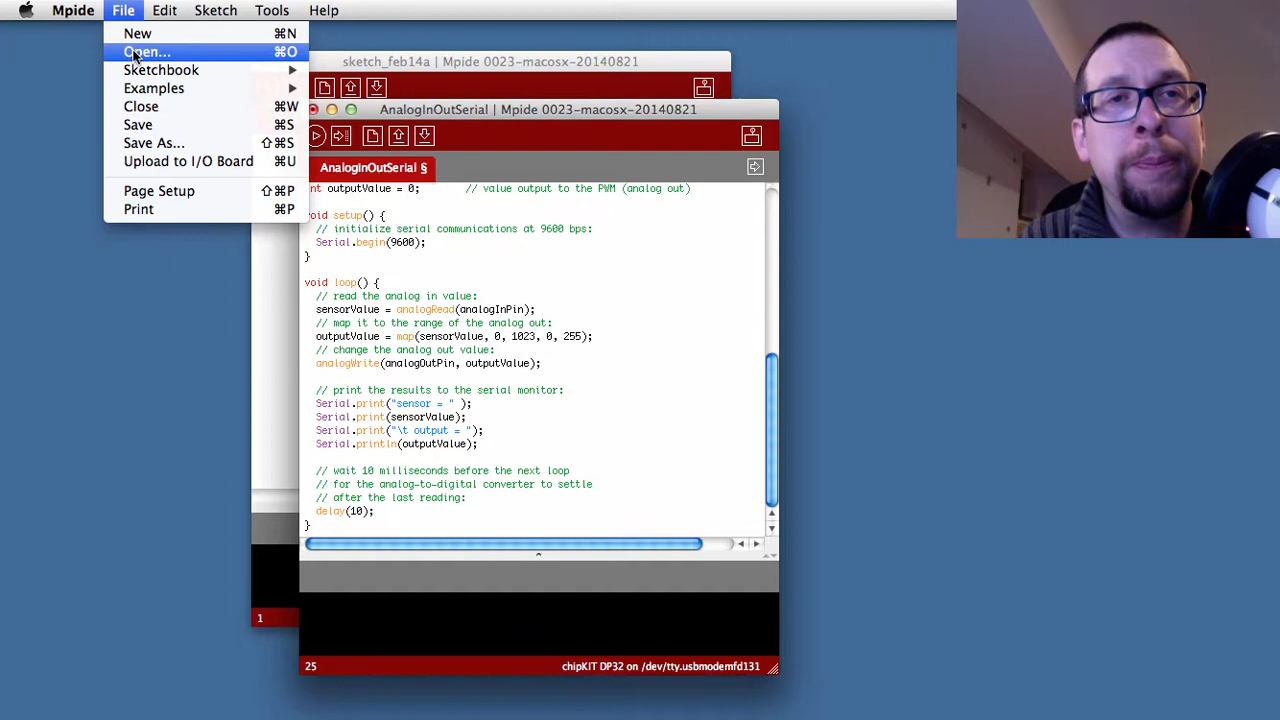 Mpide File Edit Sketch Tools Help
New ⌘N
Open... ⌘O
Sketchbook
Examples
Close ⌘W
Save ⌘S
Save As... ⇧⌘S
Upload to I/O Board ⌘U
Page Setup ⇧⌘P
Print ⌘P
sketch_feb14a | Mpide 0023-macosx-20140821
AnalogInOutSerial | Mpide 0023-macosx-20140821
AnalogInOutSerial §
int outputValue = 0; // value output to the PWM (analog out)
void setup() {
// initialize serial communications at 9600 bps:
Serial.begin(9600);
}
void loop() {
// read the analog in value:
sensorValue = analogRead(analogInPin);
// map it to the range of the analog out:
outputValue = map(sensorValue, 0, 1023, 0, 255);
// change the analog out value:
analogWrite(analogOutPin, outputValue);
// print the results to the serial monitor:
Serial.print("sensor = " );
Serial.print(sensorValue);
Serial.print("\t output = ");
Serial.println(outputValue);
// wait 10 milliseconds before the next loop
// for the analog-to-digital converter to settle
// after the last reading:
delay(10);
}
1
25 chipKIT DP32 on /dev/tty.usbmodemfd131